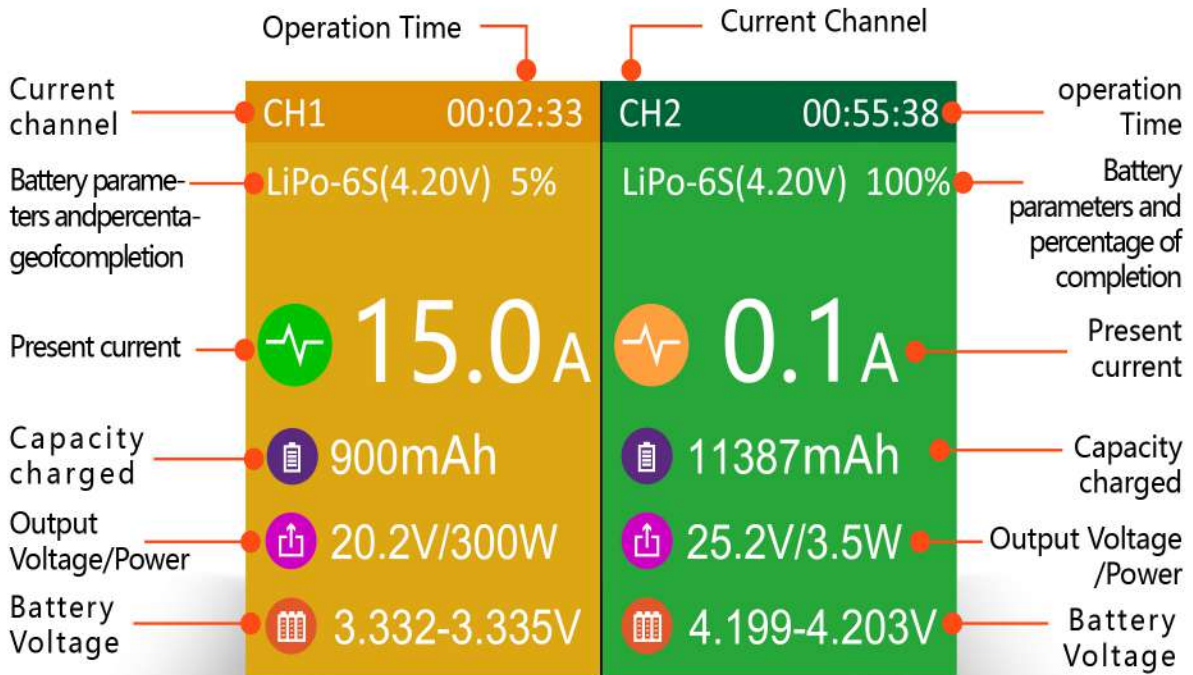 Operation Time
Current Channel
Current
channel
CH1 00:02:33
CH2 00:55:38
operation
Time
Battery parame-
ters andpercenta-
geofcompletion
LiPo-6S(4.20V) 5%
LiPo-6S(4.20V) 100%
Battery
parameters and
percentage of
completion
Present current
15.0A
0.1A
Present
current
Capacity
charged
900mAh
11387mAh
Capacity
charged
Output
Voltage/Power
20.2V/300W
25.2V/3.5W
Output Voltage
/Power
Battery
Voltage
3.332-3.335V
4.199-4.203V
Battery
Voltage